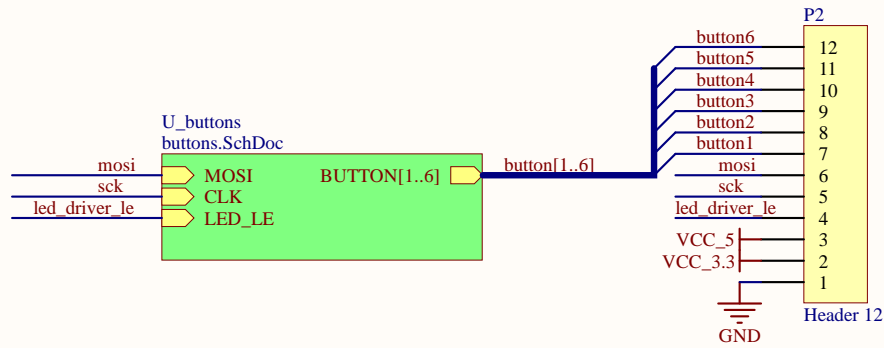 P2
button6 12
button5 11
button4 10
button3 9
button2 8
button1 7
mosi 6
sck 5
led_driver_le 4
VCC_5 3
VCC_3.3 2
1
GND
Header 12
U_buttons
buttons.SchDoc
mosi MOSI BUTTON[1..6] button[1..6]
sck CLK
led_driver_le LED_LE